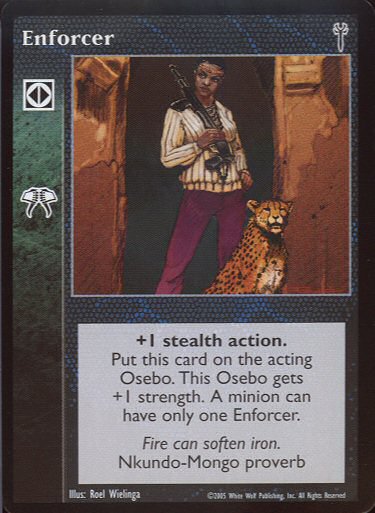 Enforcer
+1 stealth action.
Put this card on the acting
Osebo. This Osebo gets
+1 strength. A minion can
have only one Enforcer.
Fire can soften iron.
Nkundo-Mongo proverb
Illus: Roel Wielinga
©2005 White Wolf Publishing, Inc. All Rights Reserved.